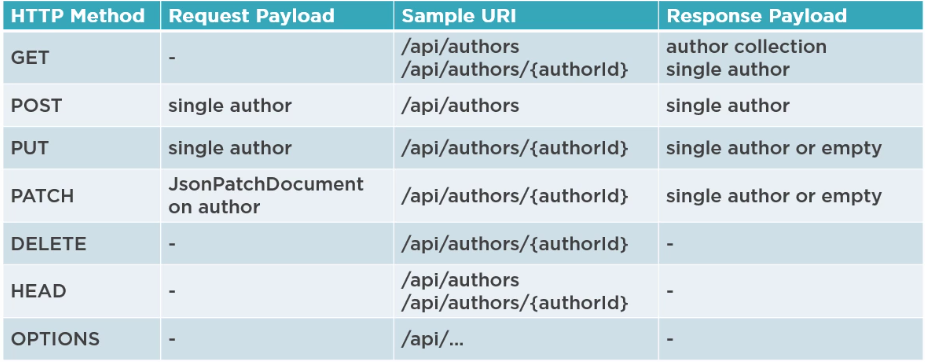 HTTP Method Request Payload Sample URI Response Payload
GET - /api/authors author collection
/api/authors/{authorId} single author
POST single author /api/authors single author
PUT single author /api/authors/{authorId} single author or empty
PATCH JsonPatchDocument on author /api/authors/{authorId} single author or empty
DELETE - /api/authors/{authorId} -
HEAD - /api/authors
/api/authors/{authorId} -
OPTIONS - /api/... -